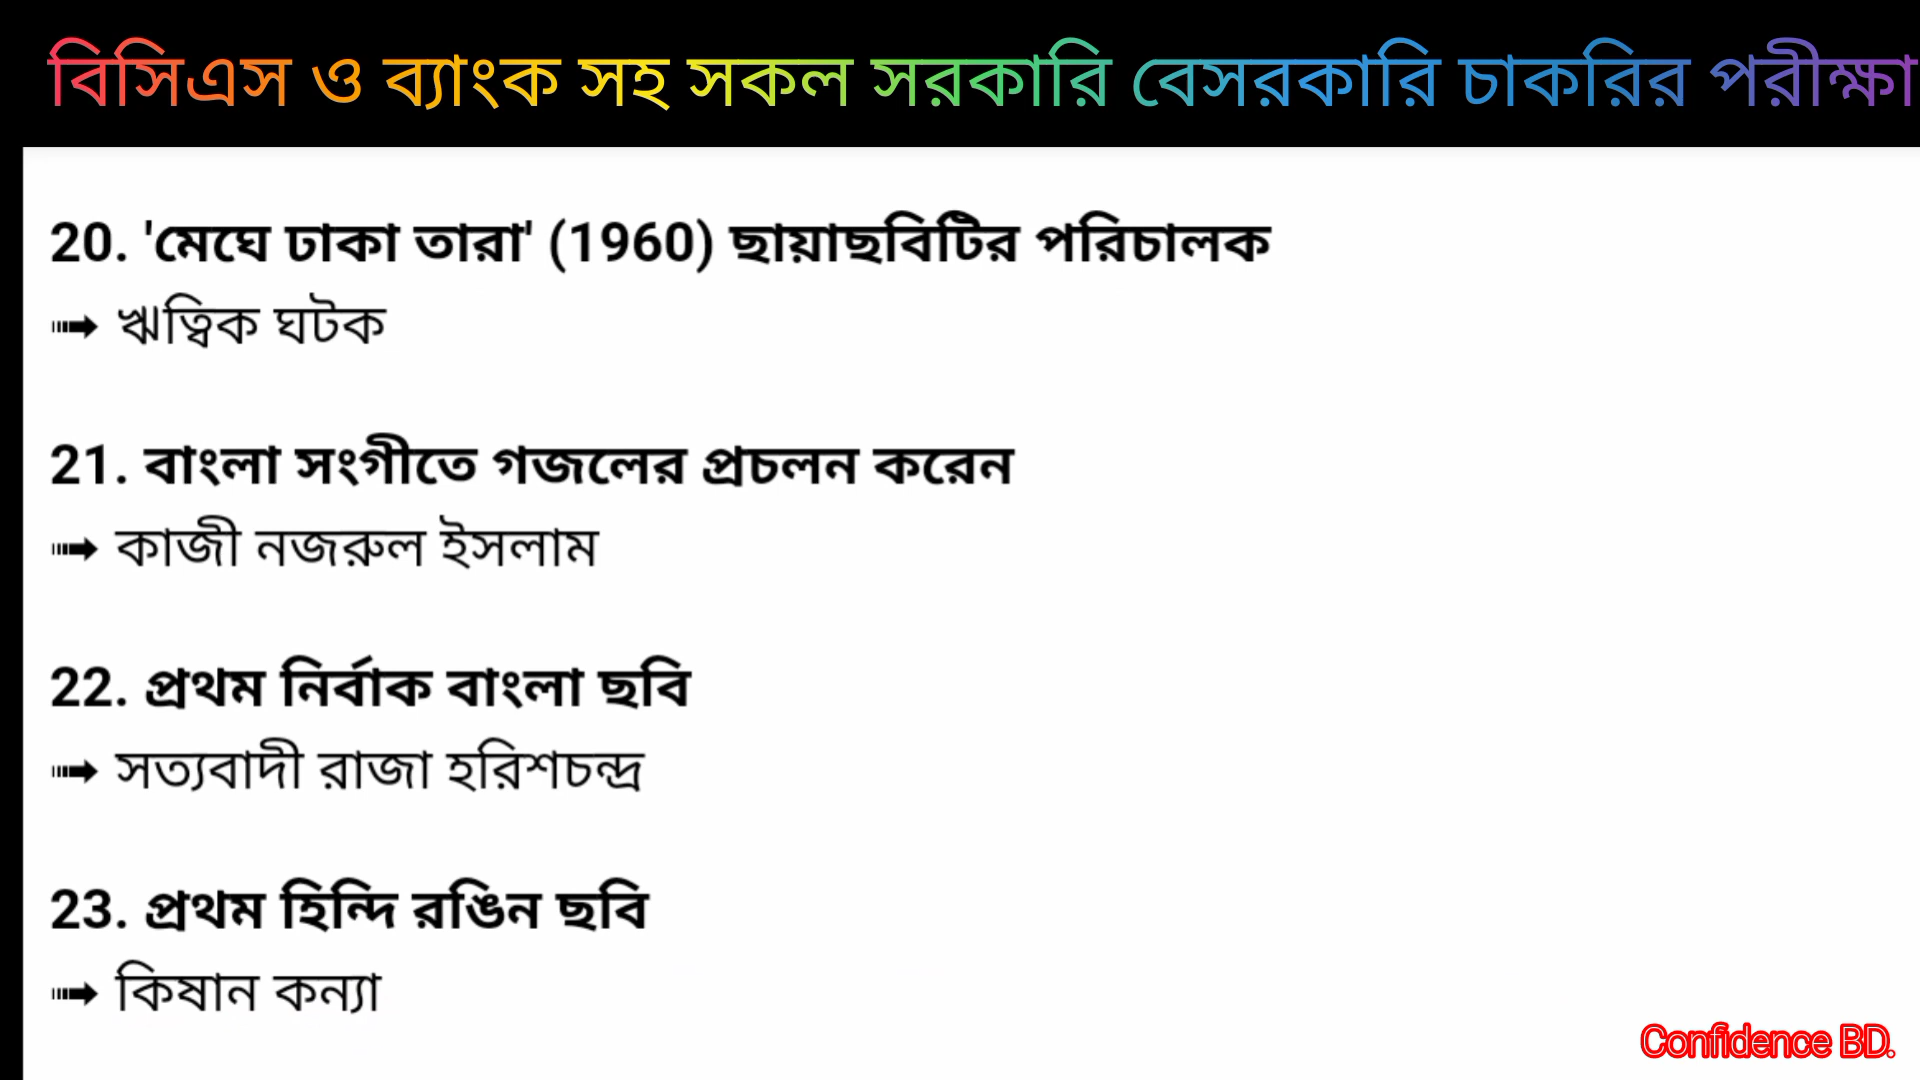 বিসিএস ও ব্যাংক সহ সকল সরকারি বেসরকারি চাকরির পরীক্ষা
20. 'মেঘে ঢাকা তারা' (1960) ছায়াছবিটির পরিচালক
➟ ঋত্বিক ঘটক
21. বাংলা সংগীতে গজলের প্রচলন করেন
➟ কাজী নজরুল ইসলাম
22. প্রথম নির্বাক বাংলা ছবি
➟ সত্যবাদী রাজা হরিশচন্দ্র
23. প্রথম হিন্দি রঙিন ছবি
➟ কিষান কন্যা
Confidence BD.